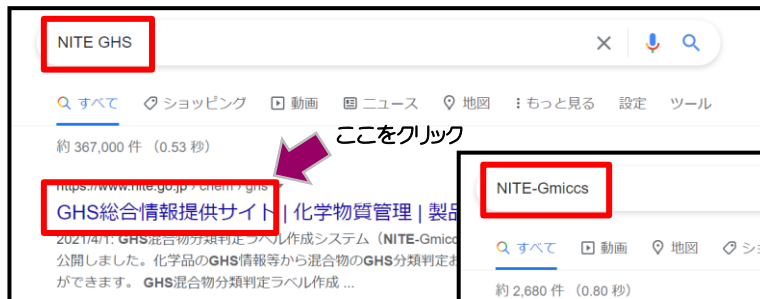 NITE GHS
すべて ショッピング 動画 ニュース 地図 もっと見る 設定 ツール
約 367,000 件 （0.53 秒）
ここをクリック
https://www.nite.go.jp › chem › ghs
GHS総合情報提供サイト | 化学物質管理 | 製品
2021/4/1: GHS混合物分類判定ラベル作成システム（NITE-Gmicc
公開しました。化学品のGHS情報等から混合物のGHS分類判定お
ができます。 GHS混合物分類判定ラベル作成 ...
NITE-Gmiccs
すべて 動画 地図 ショ
約 2,680 件 （0.80 秒）